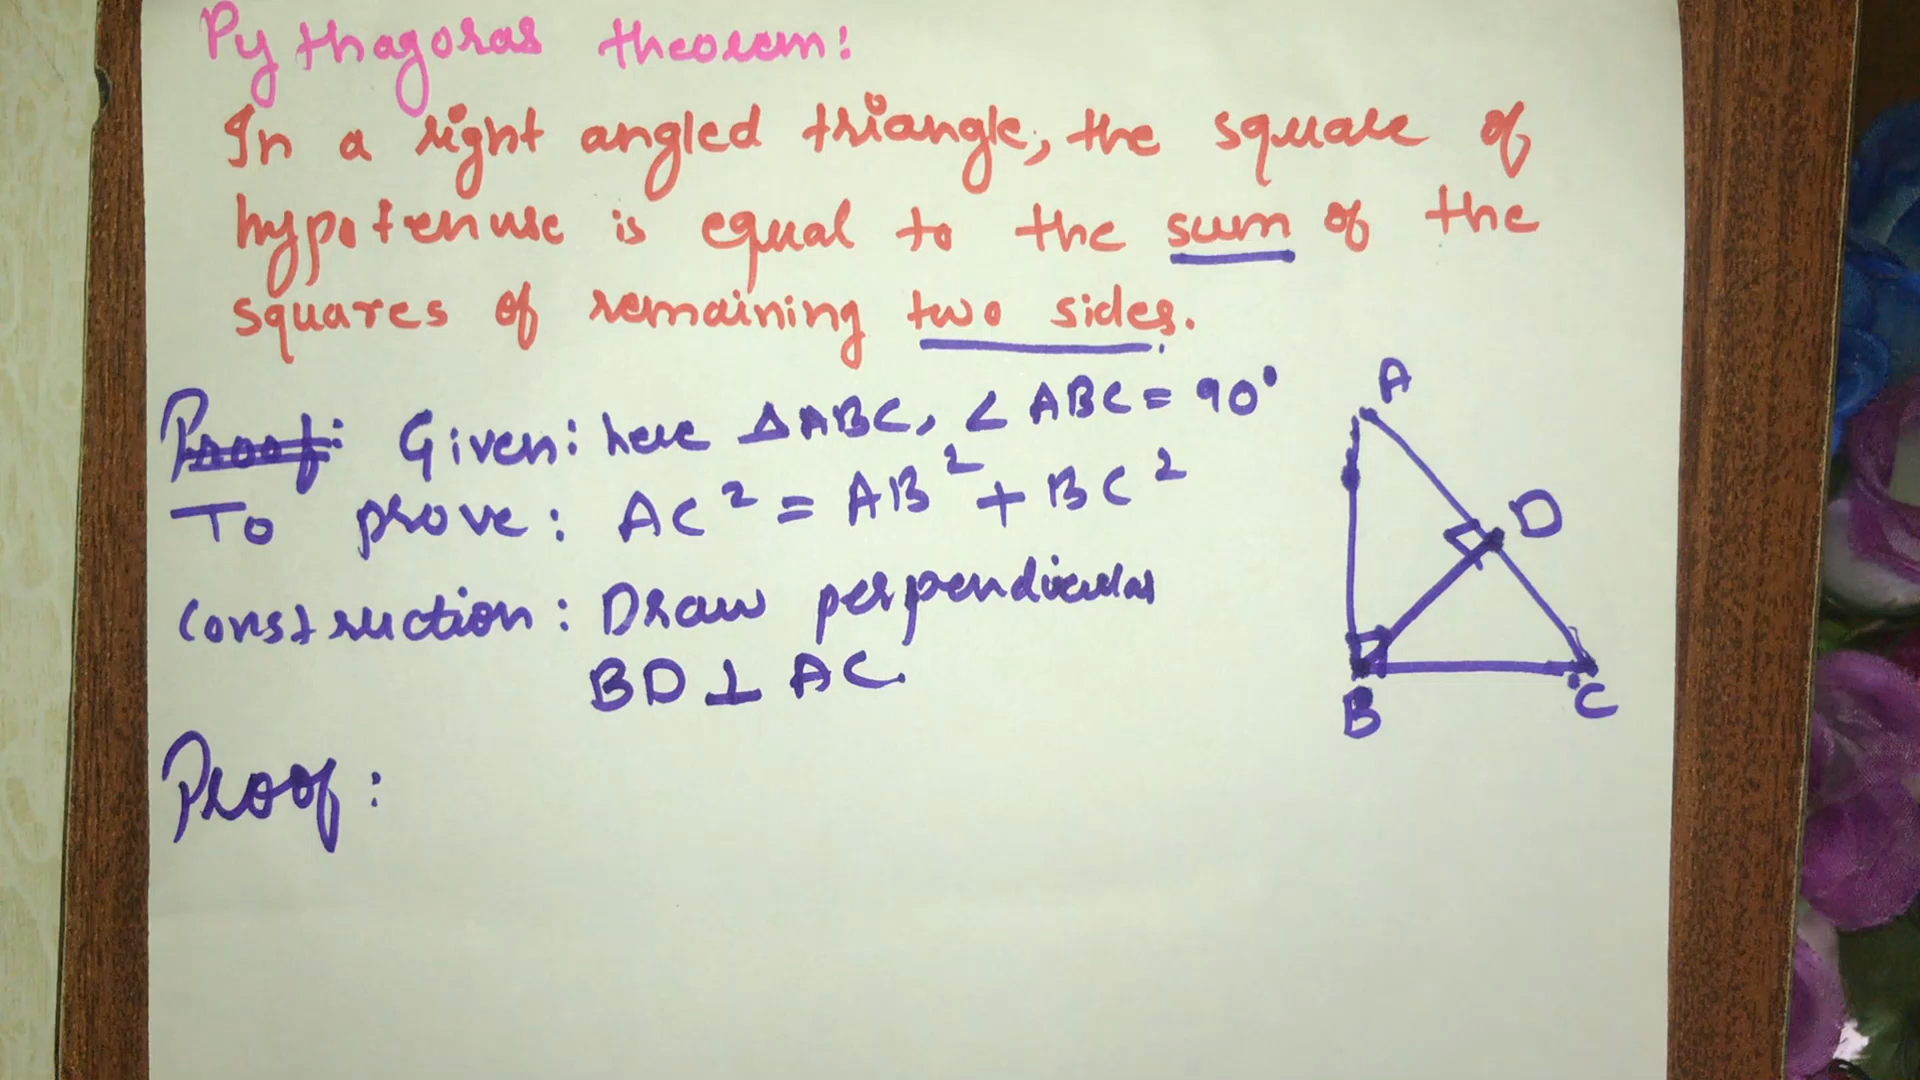 Pythagoras theorem:
In a right angled triangle, the square of
hypotenuse is equal to the sum of the
squares of remaining two sides.
Proof: Given: here ΔABC, ∠ABC = 90°
To prove: AC² = AB² + BC²
Construction: Draw perpendicular
BD ⊥ AC.
Proof:
A
D
B
C